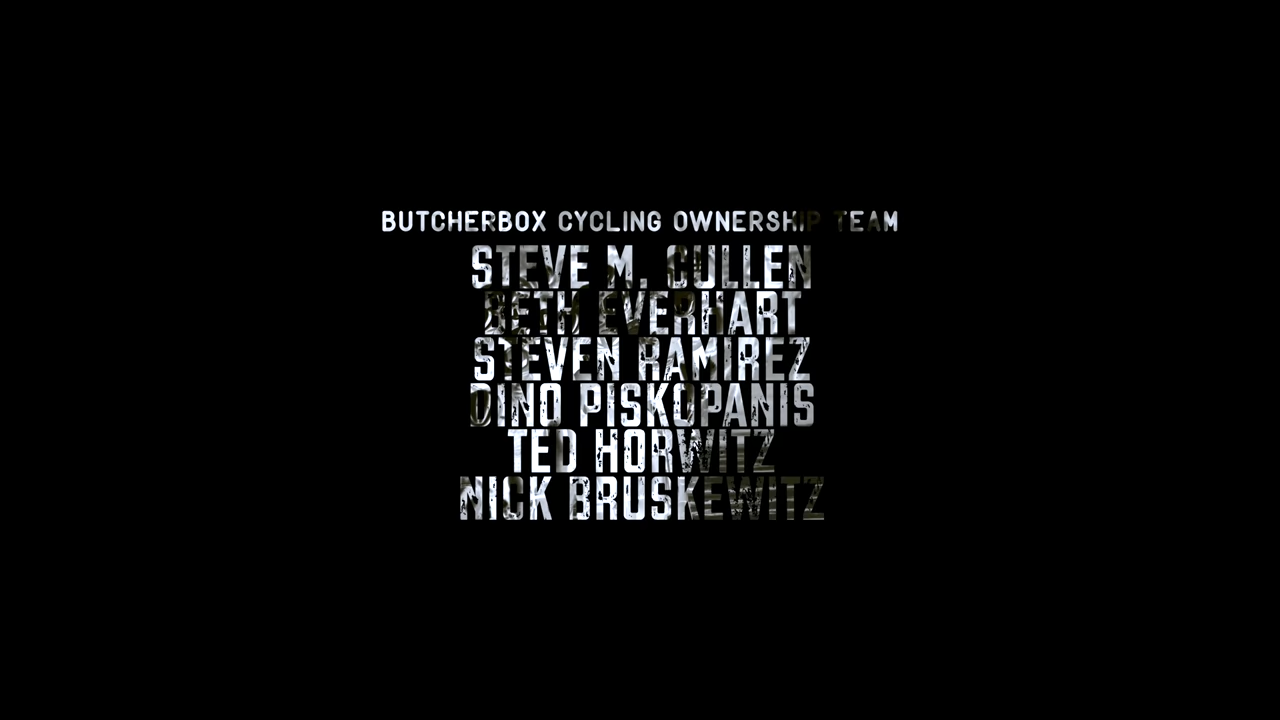 BUTCHERBOX CYCLING OWNERSHIP TEAM
STEVE M. CULLEN
BETH EVERHART
STEVEN RAMIREZ
DINO PISKOPANIS
TED HORWITZ
NICK BRUSKEWITZ